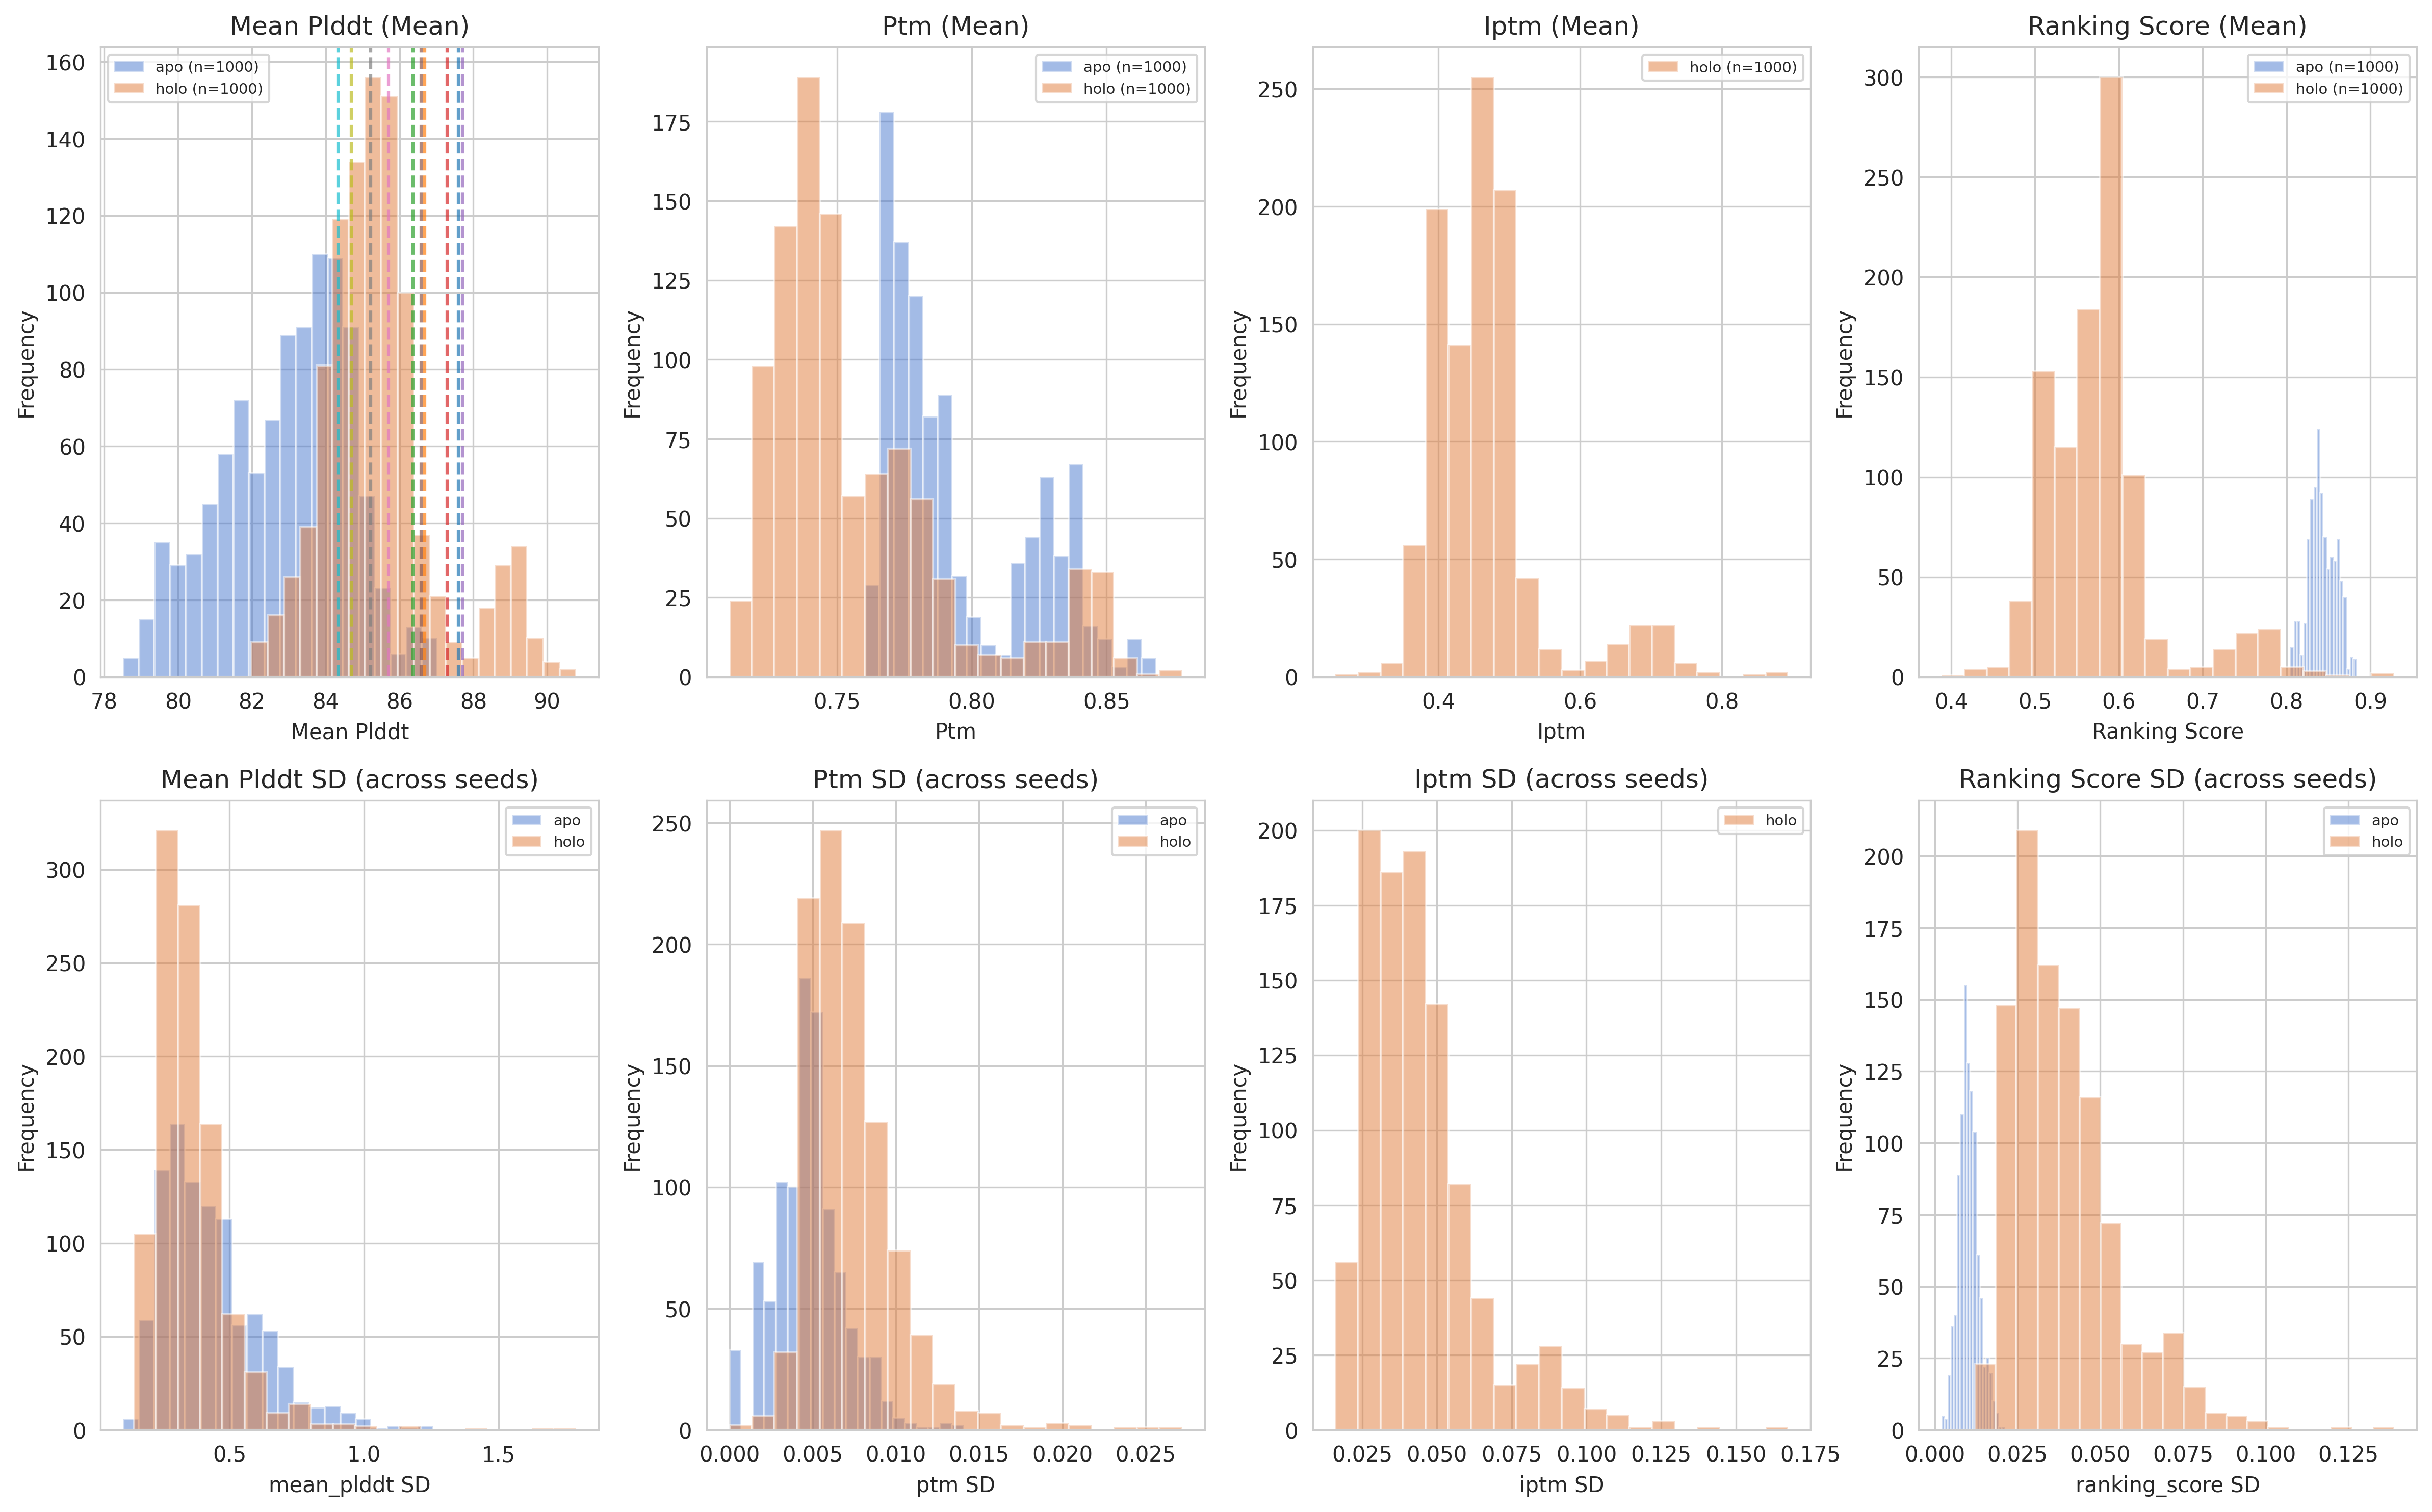 Mean Plddt (Mean)
Frequency
160
140
120
100
80
60
40
20
0
apo (n=1000)
holo (n=1000)
78 80 82 84 86 88 90
Mean Plddt
Ptm (Mean)
Frequency
175
150
125
100
75
50
25
0
apo (n=1000)
holo (n=1000)
0.75 0.80 0.85
Ptm
Iptm (Mean)
Frequency
250
200
150
100
50
0
holo (n=1000)
0.4 0.6 0.8
Iptm
Ranking Score (Mean)
Frequency
300
250
200
150
100
50
0
apo (n=1000)
holo (n=1000)
0.4 0.5 0.6 0.7 0.8 0.9
Ranking Score
Mean Plddt SD (across seeds)
Frequency
300
250
200
150
100
50
0
apo
holo
0.5 1.0 1.5
mean_plddt SD
Ptm SD (across seeds)
Frequency
250
200
150
100
50
0
apo
holo
0.000 0.005 0.010 0.015 0.020 0.025
ptm SD
Iptm SD (across seeds)
Frequency
200
175
150
125
100
75
50
25
0
holo
0.025 0.050 0.075 0.100 0.125 0.150 0.175
iptm SD
Ranking Score SD (across seeds)
Frequency
200
175
150
125
100
75
50
25
0
apo
holo
0.000 0.025 0.050 0.075 0.100 0.125
ranking_score SD